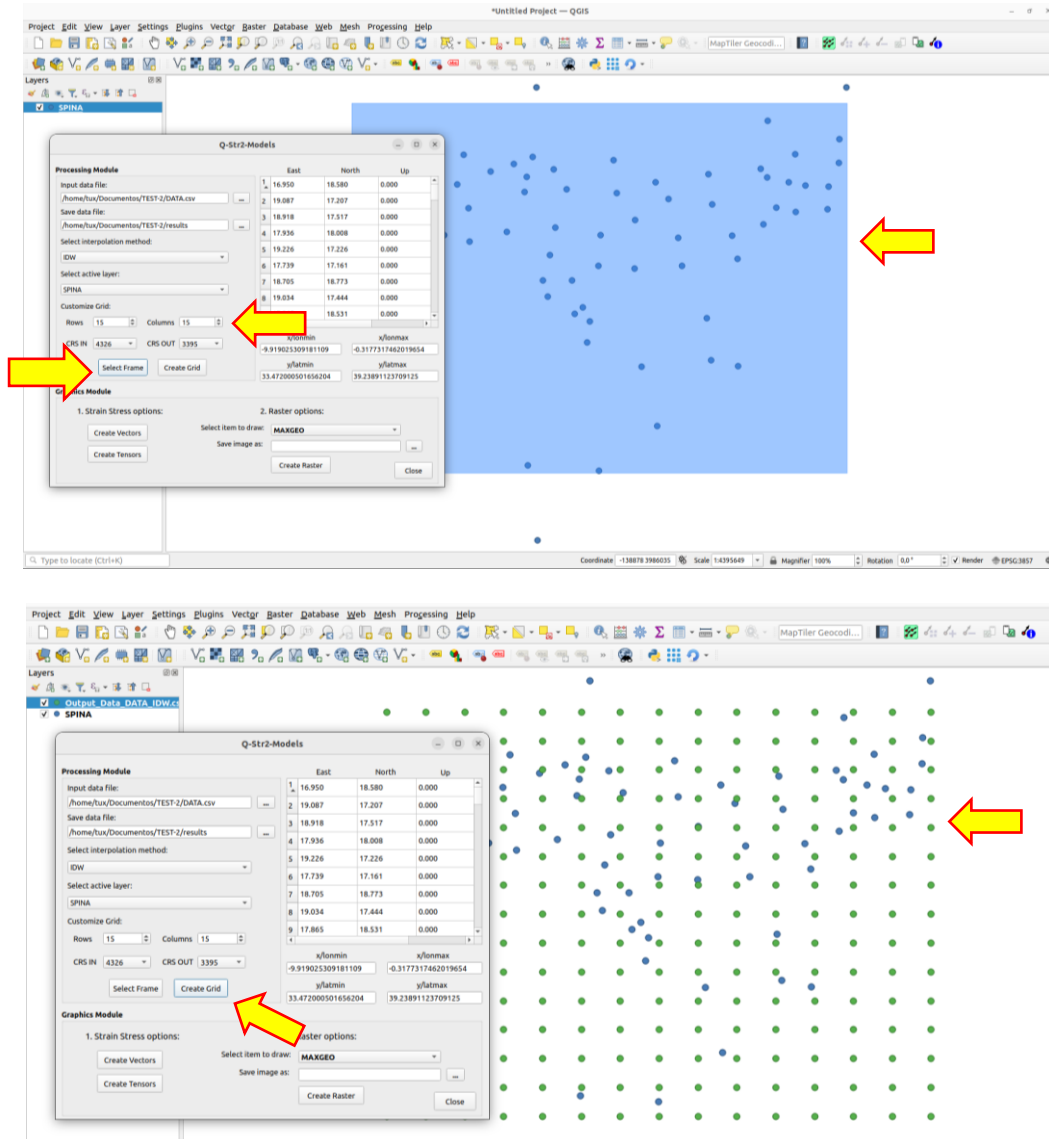 *Untitled Project — QGIS
Project Edit View Layer Settings Plugins Vector Raster Database Web Mesh Processing Help
MapTiler Geocodi...
Layers
SPINA
Q-Str2-Models
Processing Module
Input data file:
/home/tux/Documentos/TEST-2/DATA.csv ...
Save data file:
/home/tux/Documentos/TEST-2/results ...
Select interpolation method:
IDW
Select active layer:
SPINA
Customize Grid:
Rows 15 Columns 15
CRS IN 4326 CRS OUT 3395
Select Frame Create Grid
East North Up
1 16.950 18.580 0.000
2 19.087 17.207 0.000
3 18.918 17.517 0.000
4 17.936 18.008 0.000
5 19.226 17.226 0.000
6 17.739 17.161 0.000
7 18.705 18.773 0.000
8 19.034 17.444 0.000
18.531 0.000
x/lonmin x/lonmax
-9.919025309181109 -0.3177317462019654
y/latmin y/latmax
33.472000501656204 39.23891123709125
Graphics Module
1. Strain Stress options:
Create Vectors
Create Tensors
2. Raster options:
Select item to draw: MAXGEO
Save image as: ...
Create Raster
Close
Type to locate (Ctrl+K)
Coordinate -138878 3986035 Scale 1:4395649 Magnifier 100% Rotation 0,0° Render EPSG:3857
Project Edit View Layer Settings Plugins Vector Raster Database Web Mesh Processing Help
MapTiler Geocodi...
Layers
Output_Data_DATA_IDW.cs
SPINA
Q-Str2-Models
Processing Module
Input data file:
/home/tux/Documentos/TEST-2/DATA.csv ...
Save data file:
/home/tux/Documentos/TEST-2/results ...
Select interpolation method:
IDW
Select active layer:
SPINA
Customize Grid:
Rows 15 Columns 15
CRS IN 4326 CRS OUT 3395
Select Frame Create Grid
East North Up
1 16.950 18.580 0.000
2 19.087 17.207 0.000
3 18.918 17.517 0.000
4 17.936 18.008 0.000
5 19.226 17.226 0.000
6 17.739 17.161 0.000
7 18.705 18.773 0.000
8 19.034 17.444 0.000
9 17.865 18.531 0.000
x/lonmin x/lonmax
-9.919025309181109 -0.3177317462019654
y/latmin y/latmax
33.472000501656204 39.23891123709125
Graphics Module
1. Strain Stress options:
Create Vectors
Create Tensors
Raster options:
Select item to draw: MAXGEO
Save image as: ...
Create Raster
Close